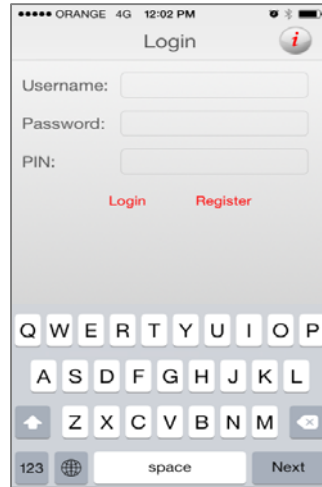 ORANGE 4G 12:02 PM
Login
i
Username:
Password:
PIN:
Login Register
Q W E R T Y U I O P
A S D F G H J K L
Z X C V B N M
123 space Next